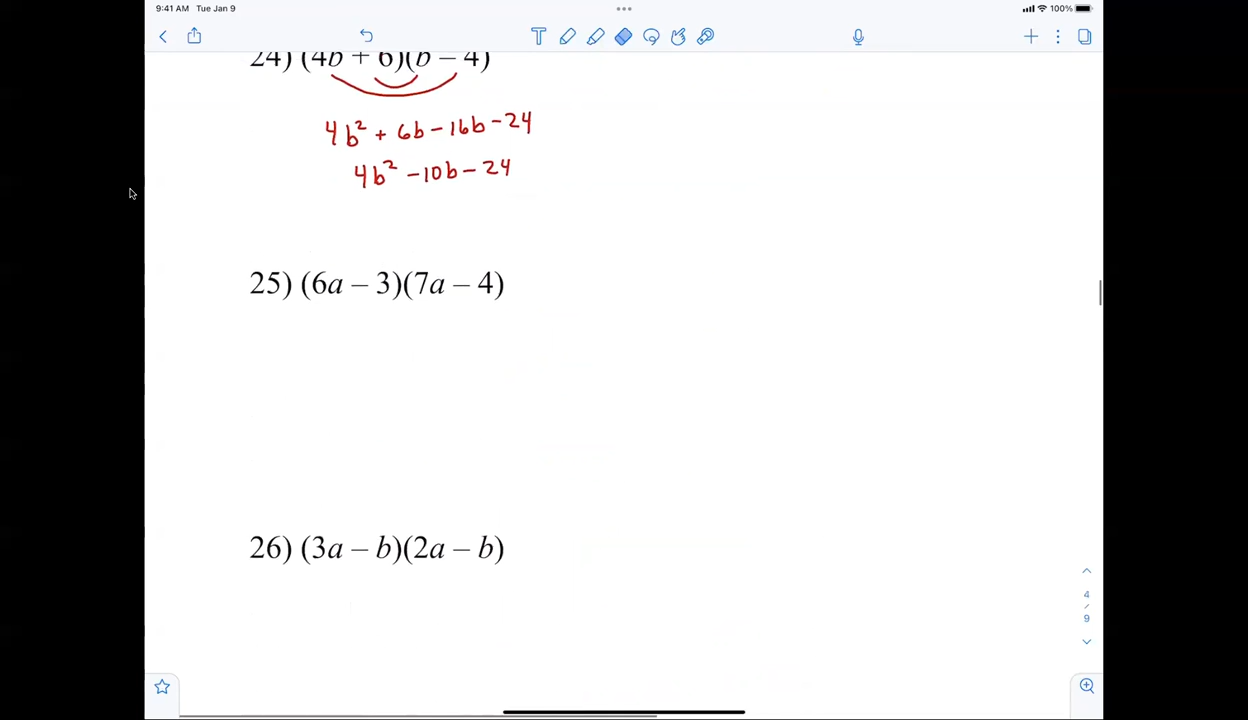 9:41 AM Tue Jan 9
100%
24) (4b + 6)(b – 4)
4b² + 6b – 16b – 24
4b² – 10b – 24
25) (6a – 3)(7a – 4)
26) (3a – b)(2a – b)
4
/
9